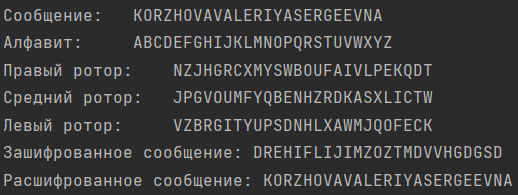 Сообщение: KORZHOVAVALERIYASERGEEVNA
Алфавит: ABCDEFGHIJKLMNOPQRSTUVWXYZ
Правый ротор: NZJHGRCXMYSWBOUFAIVLPEKQDT
Средний ротор: JPGVOUMFYQBENHZRDKASXLICTW
Левый ротор: VZBRGITYUPSDNHLXAWMJQOFECK
Зашифрованное сообщение: DREHIFLIJIMZOZTMDVVHGDGSD
Расшифрованное сообщение: KORZHOVAVALERIYASERGEEVNA